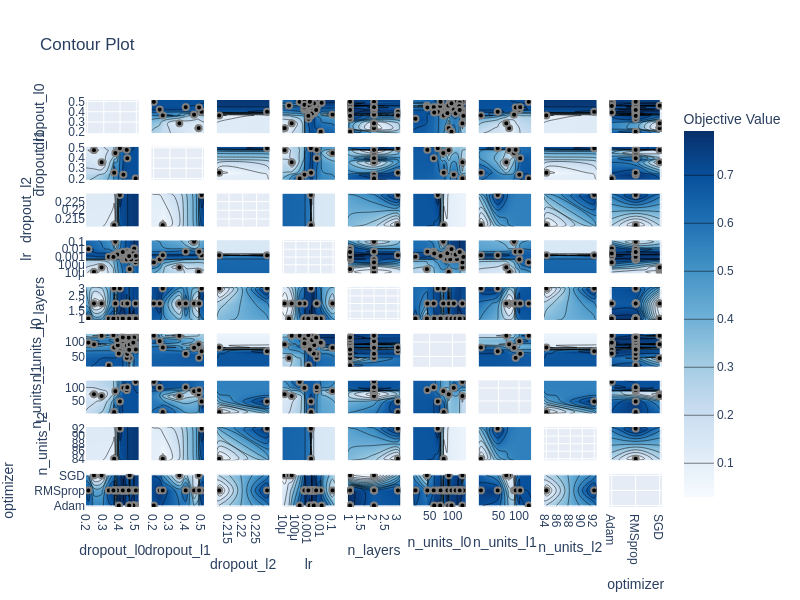 Contour Plot
Objective Value
0.7
0.6
0.5
0.4
0.3
0.2
0.1
dropout_l0
0.5
0.4
0.3
0.2
dropout_l1
0.5
0.4
0.3
0.2
dropout_l2
0.225
0.22
0.215
lr
0.1
0.01
0.001
100μ
10μ
n_layers
3
2.5
2
1.5
1
n_units_l0
100
50
n_units_l1
100
50
n_units_l2
92
90
88
86
84
optimizer
SGD
RMSprop
Adam
0.2 0.3 0.4 0.5
0.2 0.3 0.4 0.5
0.215 0.22 0.225
10μ 100μ 0.001 0.01 0.1
1 1.5 2 2.5 3
50 100
50 100
84 86 88 90 92
Adam RMSprop SGD
dropout_l0 dropout_l1 dropout_l2 lr n_layers n_units_l0 n_units_l1 n_units_l2 optimizer